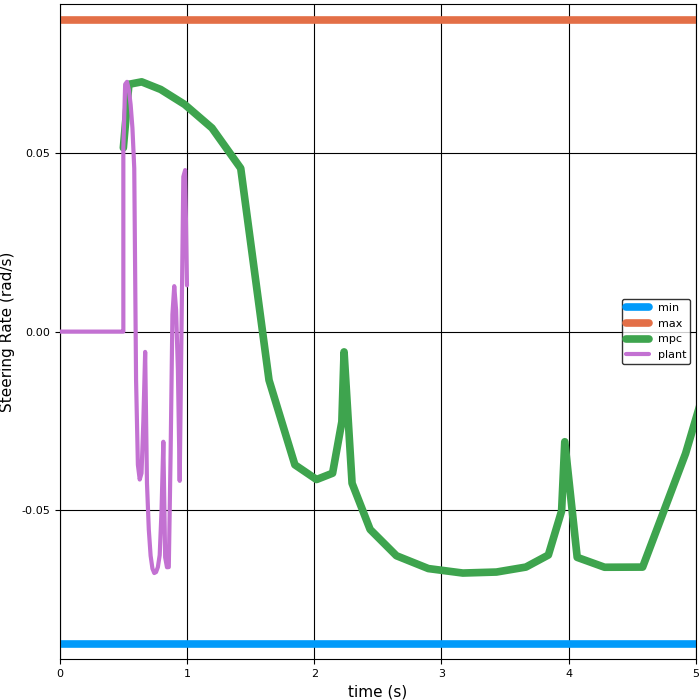 Steering Rate (rad/s)
0.05
0.00
-0.05
min
max
mpc
plant
0
1
2
3
4
5
time (s)